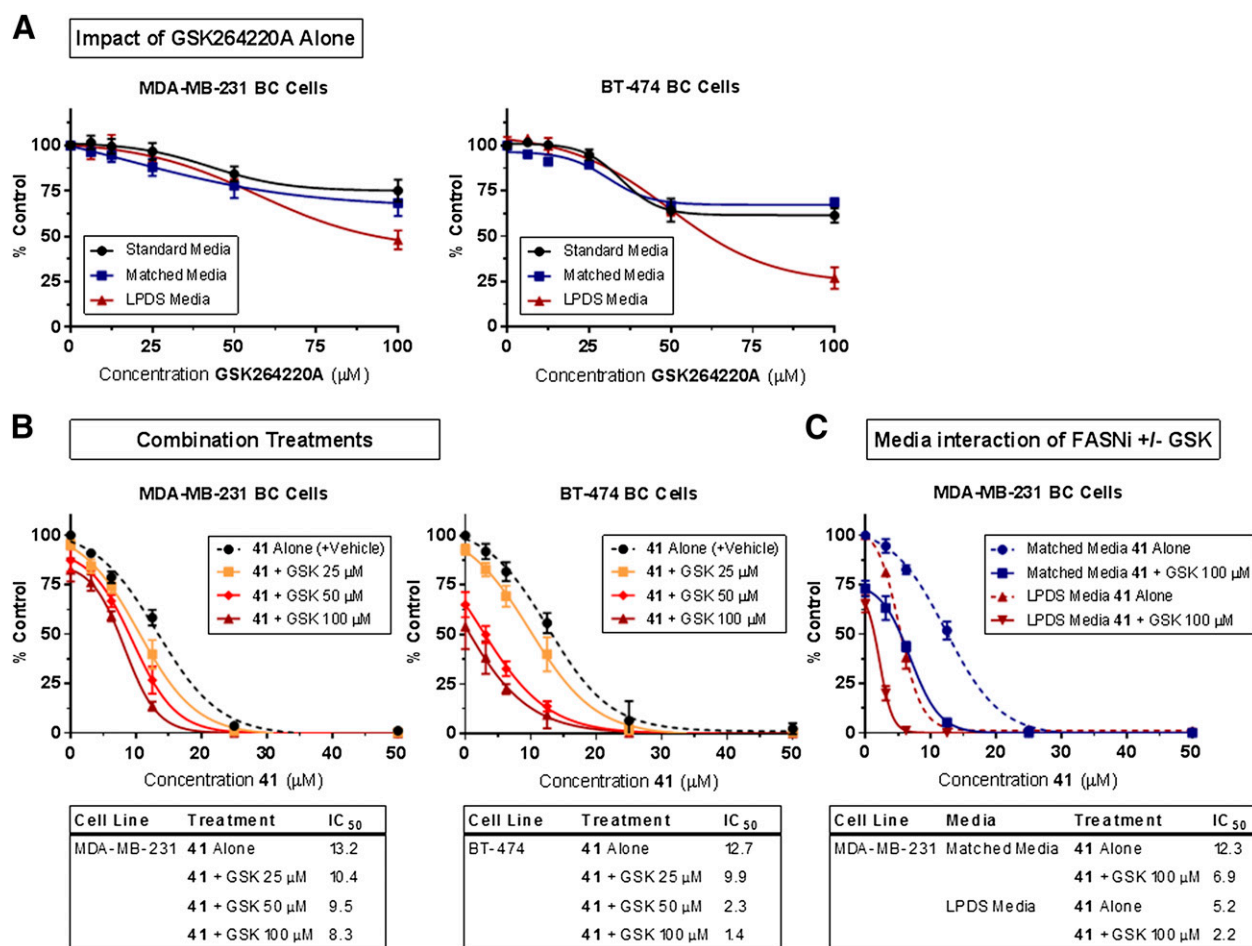 A
Impact of GSK264220A Alone
MDA-MB-231 BC Cells
% Control
100
75
50
25
0
Standard Media
Matched Media
LPDS Media
0 25 50 75 100
Concentration GSK264220A (µM)
BT-474 BC Cells
% Control
100
75
50
25
0
Standard Media
Matched Media
LPDS Media
0 25 50 75 100
Concentration GSK264220A (µM)
B
Combination Treatments
MDA-MB-231 BC Cells
% Control
100
75
50
25
0
41 Alone (+Vehicle)
41 + GSK 25 µM
41 + GSK 50 µM
41 + GSK 100 µM
0 10 20 30 40 50
Concentration 41 (µM)
Cell Line Treatment IC50
MDA-MB-231 41 Alone 13.2
41 + GSK 25 µM 10.4
41 + GSK 50 µM 9.5
41 + GSK 100 µM 8.3
BT-474 BC Cells
% Control
100
75
50
25
0
41 Alone (+Vehicle)
41 + GSK 25 µM
41 + GSK 50 µM
41 + GSK 100 µM
0 10 20 30 40 50
Concentration 41 (µM)
Cell Line Treatment IC50
BT-474 41 Alone 12.7
41 + GSK 25 µM 9.9
41 + GSK 50 µM 2.3
41 + GSK 100 µM 1.4
C
Media interaction of FASNi +/- GSK
MDA-MB-231 BC Cells
% Control
100
75
50
25
0
Matched Media 41 Alone
Matched Media 41 + GSK 100 µM
LPDS Media 41 Alone
LPDS Media 41 + GSK 100 µM
0 10 20 30 40 50
Concentration 41 (µM)
Cell Line Media Treatment IC50
MDA-MB-231 Matched Media 41 Alone 12.3
41 + GSK 100 µM 6.9
LPDS Media 41 Alone 5.2
41 + GSK 100 µM 2.2